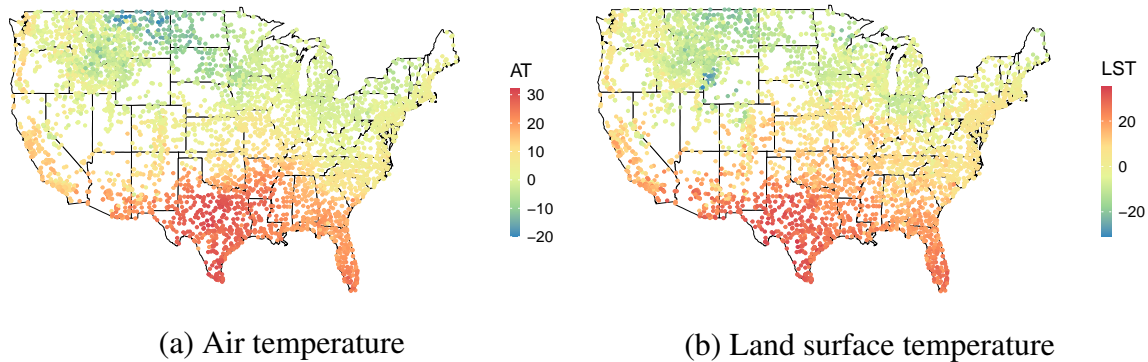 AT
30
20
10
0
−10
−20
LST
20
0
−20
(a) Air temperature
(b) Land surface temperature